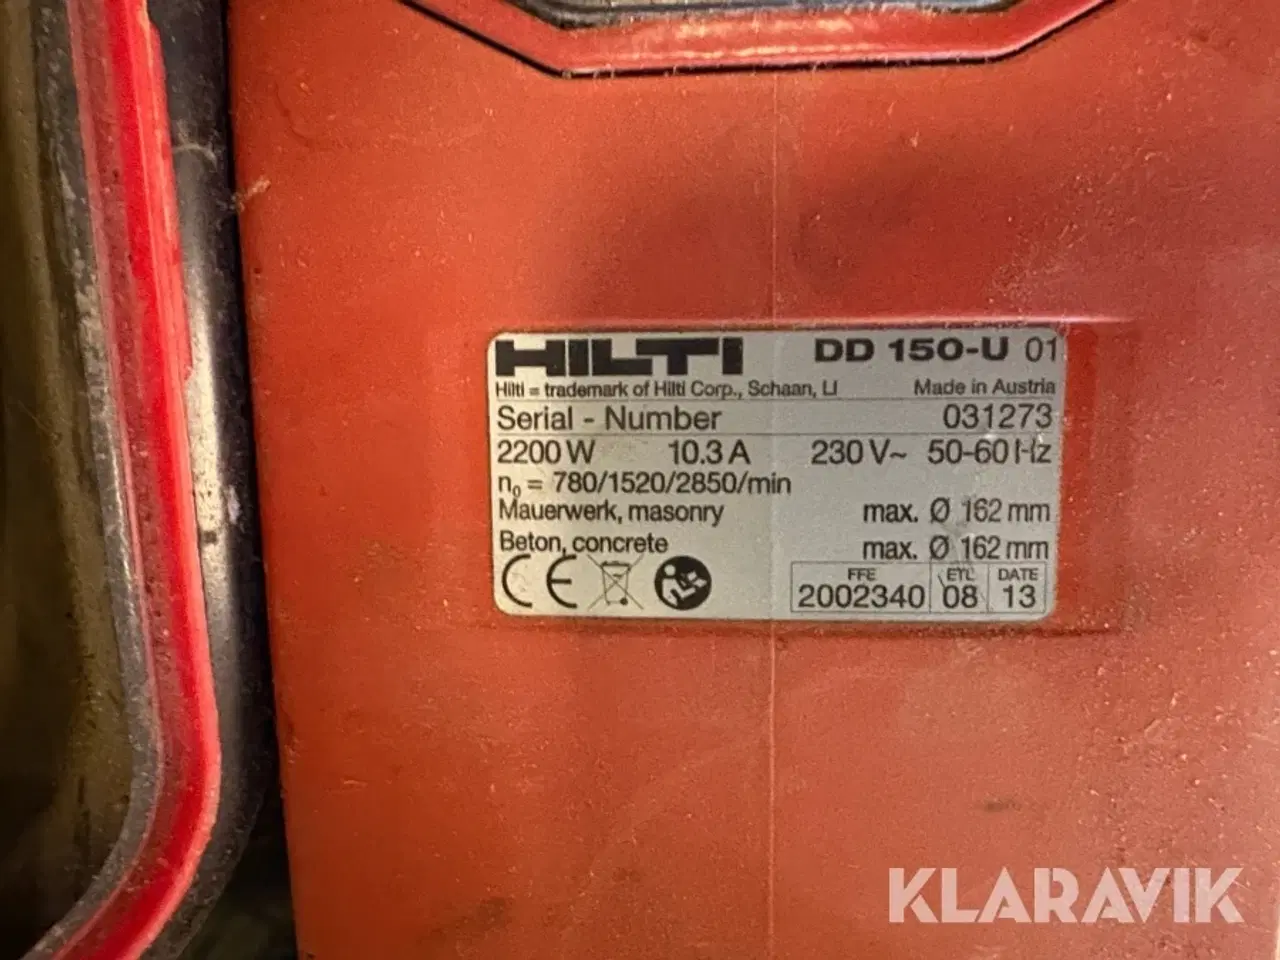 HILTI DD 150-U 01
Hilti = trademark of Hilti Corp., Schaan, LI Made in Austria
Serial - Number 031273
2200 W 10.3 A 230 V~ 50-60 Hz
n₀ = 780/1520/2850/min
Mauerwerk, masonry max. Ø 162 mm
Beton, concrete max. Ø 162 mm
CE
FFE ETL DATE
2002340 08 13
KLARAVIK